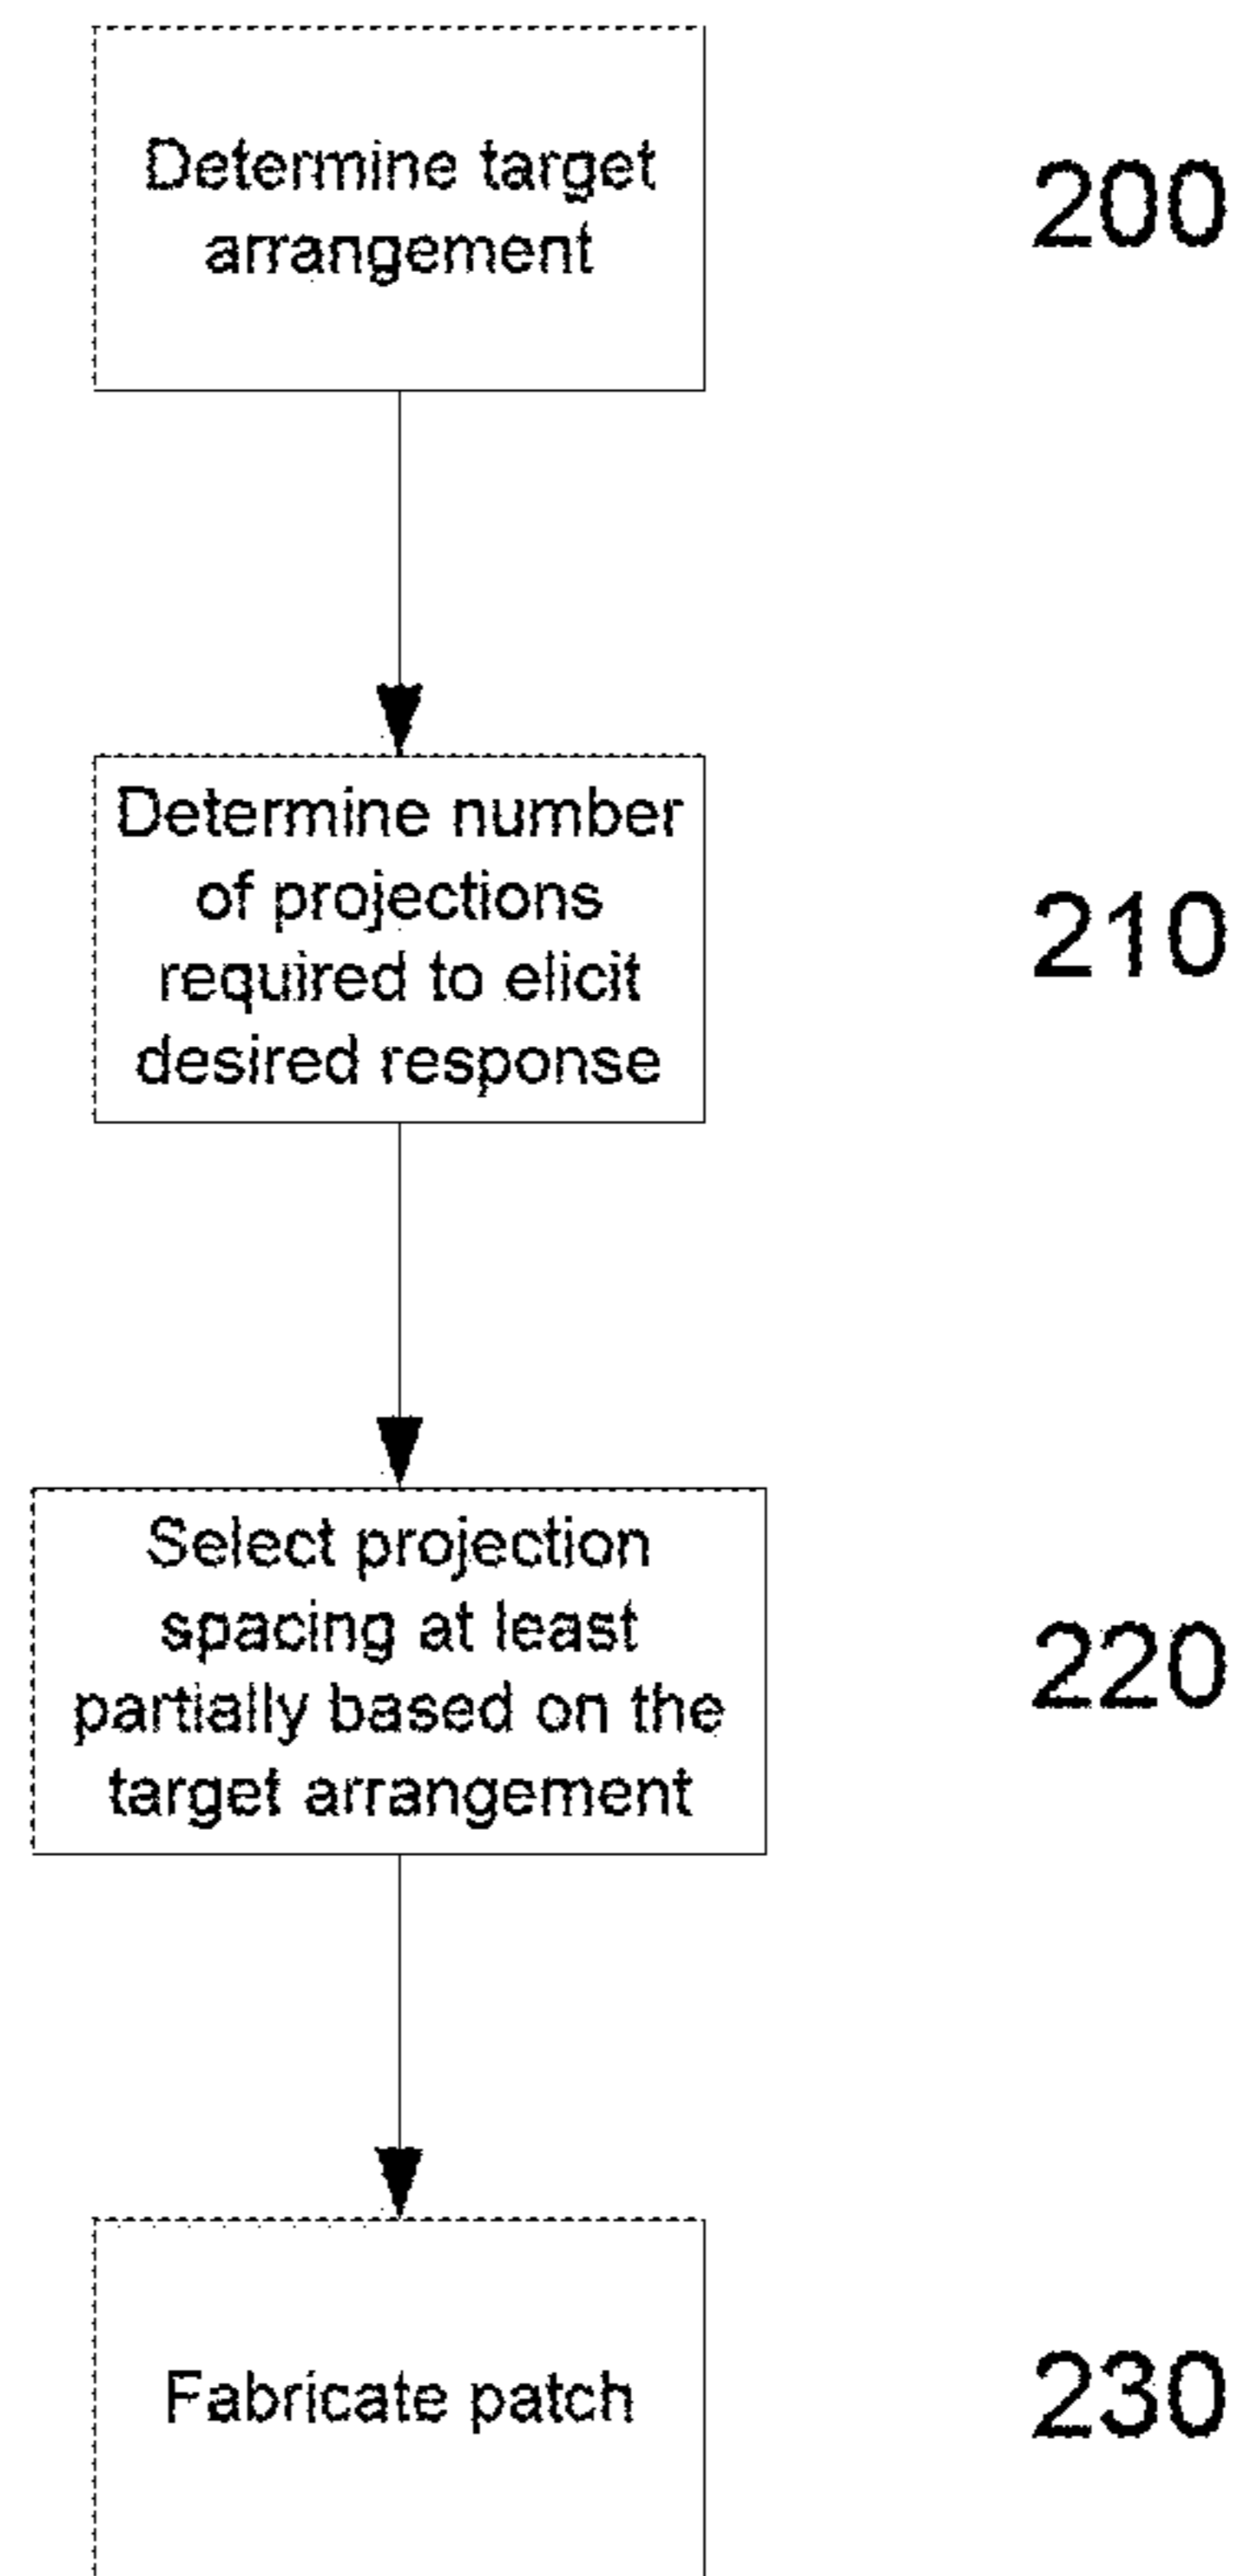 Determine target
arrangement
200
Determine number
of projections
required to elicit
desired response
210
Select projection
spacing at least
partially based on the
target arrangement
220
Fabricate patch
230